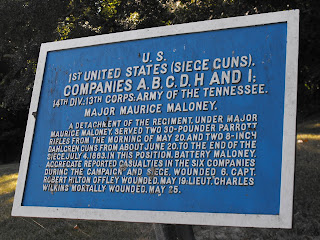 U.S.
1ST UNITED STATES (SIEGE GUNS),
COMPANIES A, B, C, D, H AND I;
14TH DIV.; 13TH CORPS: ARMY OF THE TENNESSEE.
MAJOR MAURICE MALONEY.
A DETACHMENT OF THE REGIMENT, UNDER MAJOR
MAURICE MALONEY, SERVED TWO 30-POUNDER PARROTT
RIFLES FROM THE MORNING OF MAY 20, AND TWO 8-INCH
DAHLGREN GUNS FROM ABOUT JUNE 20, TO THE END OF THE
SIEGE, JULY 4, 1863, IN THIS POSITION, BATTERY MALONEY.
AGGREGATE REPORTED CASUALTIES IN THE SIX COMPANIES
DURING THE CAMPAIGN AND SIEGE, WOUNDED 6, CAPT.
ROBERT HILTON OFFLEY WOUNDED, MAY 19, LIEUT. CHARLES
WILKINS MORTALLY WOUNDED, MAY 25.